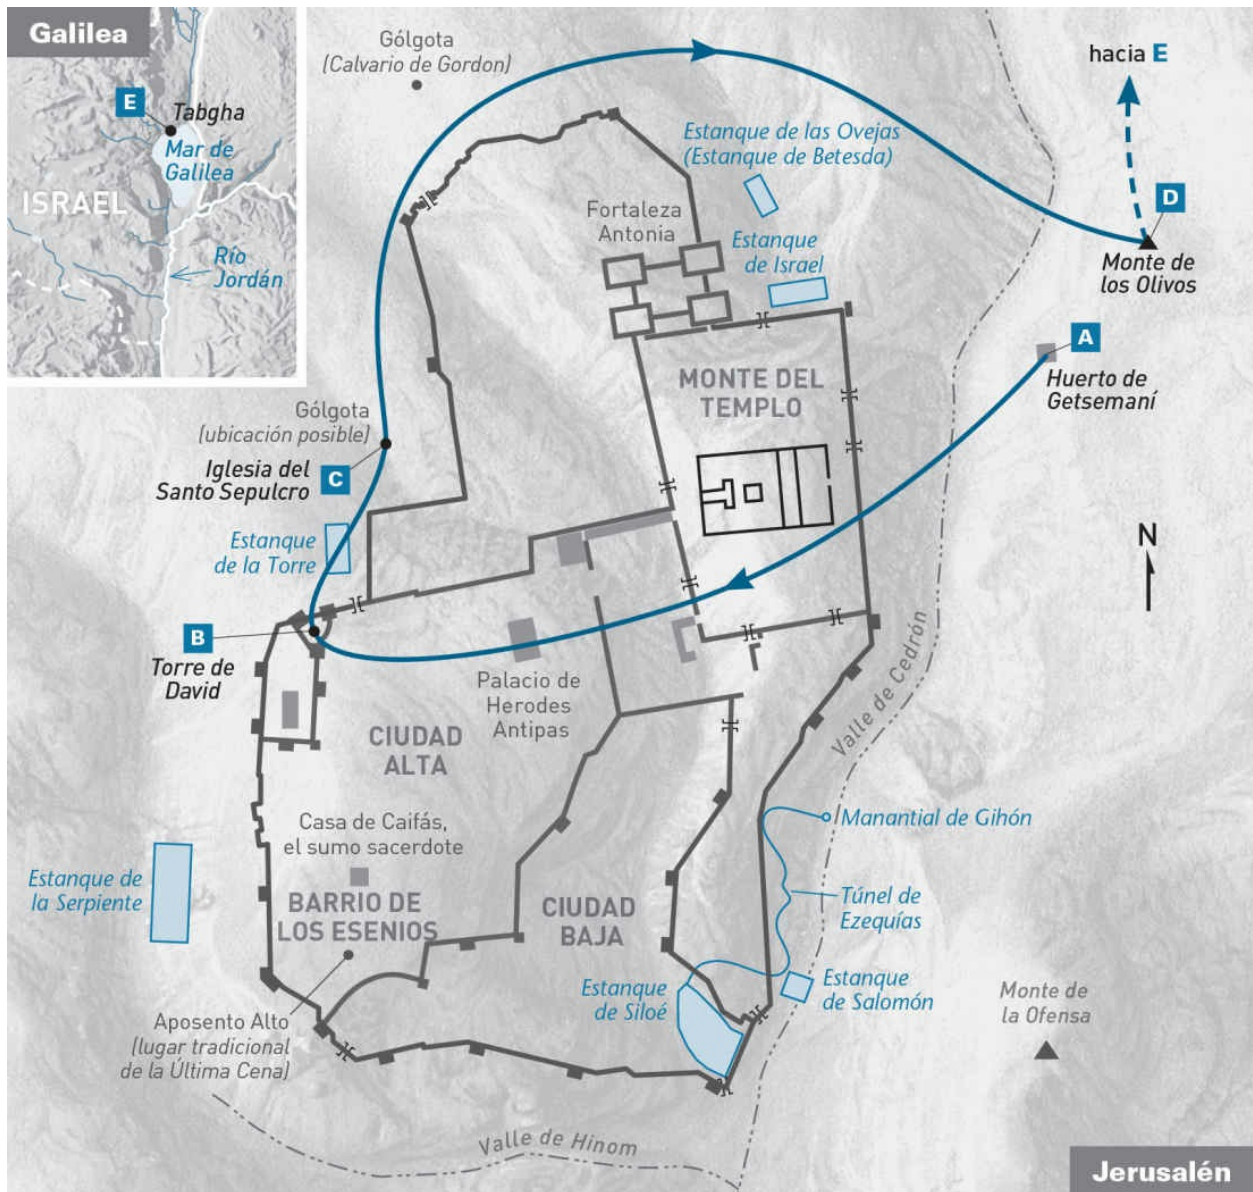 Galilea
E
Tabgha
Mar de
Galilea
ISRAEL
Río
Jordán
Gólgota
(Calvario de Gordon)
hacia E
Estanque de las Ovejas
(Estanque de Betesda)
D
Monte de
los Olivos
Fortaleza
Antonia
Estanque
de Israel
A
Huerto de
Getsemaní
MONTE DEL
TEMPLO
Gólgota
(ubicación posible)
Iglesia del
Santo Sepulcro
C
Estanque
de la Torre
N
B
Torre de
David
Palacio de
Herodes
Antipas
Valle de Cedrón
CIUDAD
ALTA
Casa de Caifás,
el sumo sacerdote
Manantial de Gihón
Estanque de
la Serpiente
BARRIO DE
LOS ESENIOS
CIUDAD
BAJA
Túnel de
Ezequías
Estanque
de Siloé
Estanque
de Salomón
Monte de
la Ofensa
Aposento Alto
(lugar tradicional
de la Última Cena)
Valle de Hinom
Jerusalén